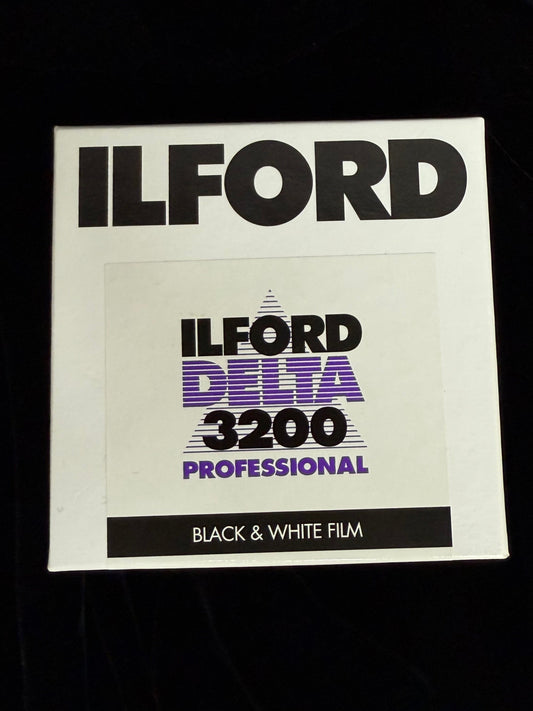 ILFORD
ILFORD
DELTA
3200
PROFESSIONAL
BLACK & WHITE FILM